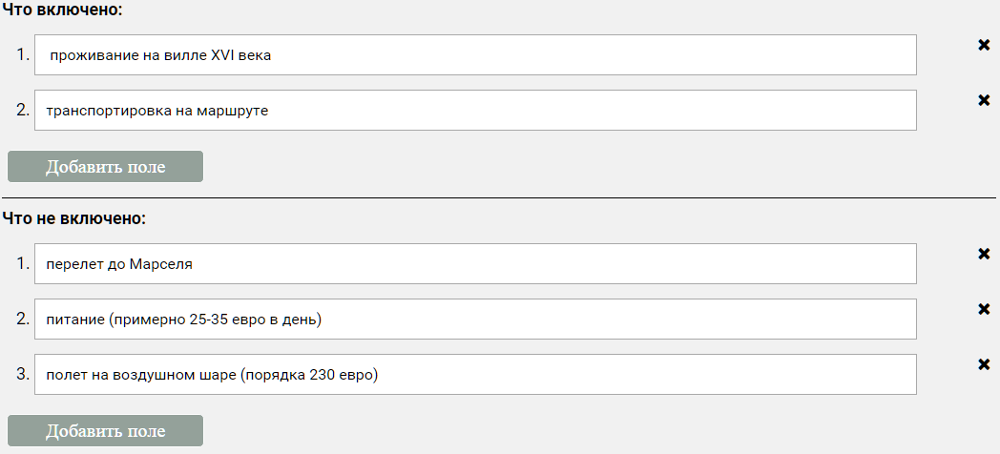 Что включено:
1. проживание на вилле XVI века
2. транспортировка на маршруте
Добавить поле
Что не включено:
1. перелет до Марселя
2. питание (примерно 25-35 евро в день)
3. полет на воздушном шаре (порядка 230 евро)
Добавить поле